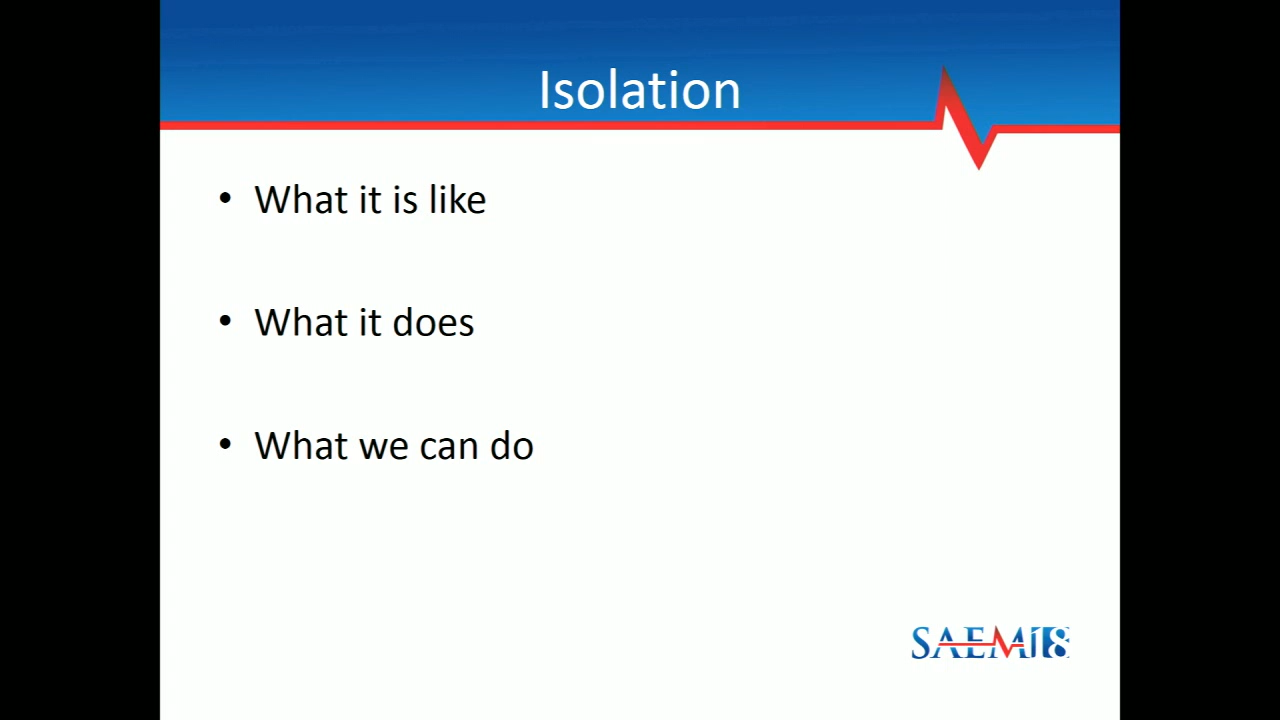 Isolation
• What it is like
• What it does
• What we can do
SAEM18